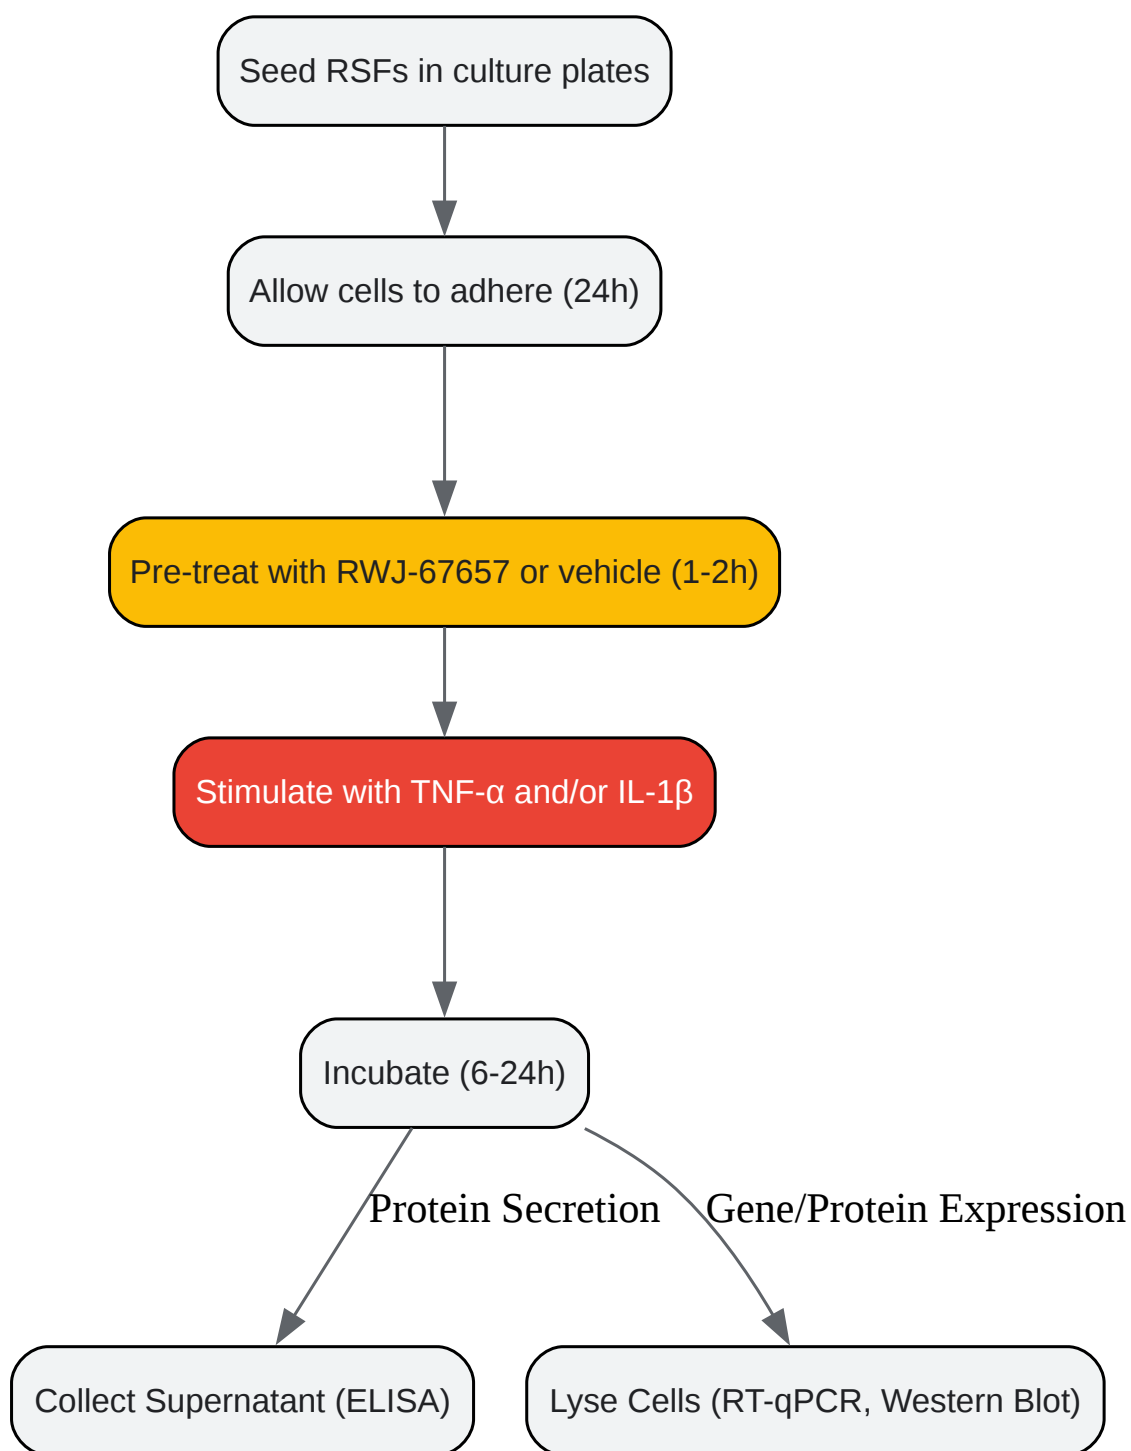 Seed RSFs in culture plates
Allow cells to adhere (24h)
Pre-treat with RWJ-67657 or vehicle (1-2h)
Stimulate with TNF-α and/or IL-1β
Incubate (6-24h)
Protein Secretion
Gene/Protein Expression
Collect Supernatant (ELISA)
Lyse Cells (RT-qPCR, Western Blot)